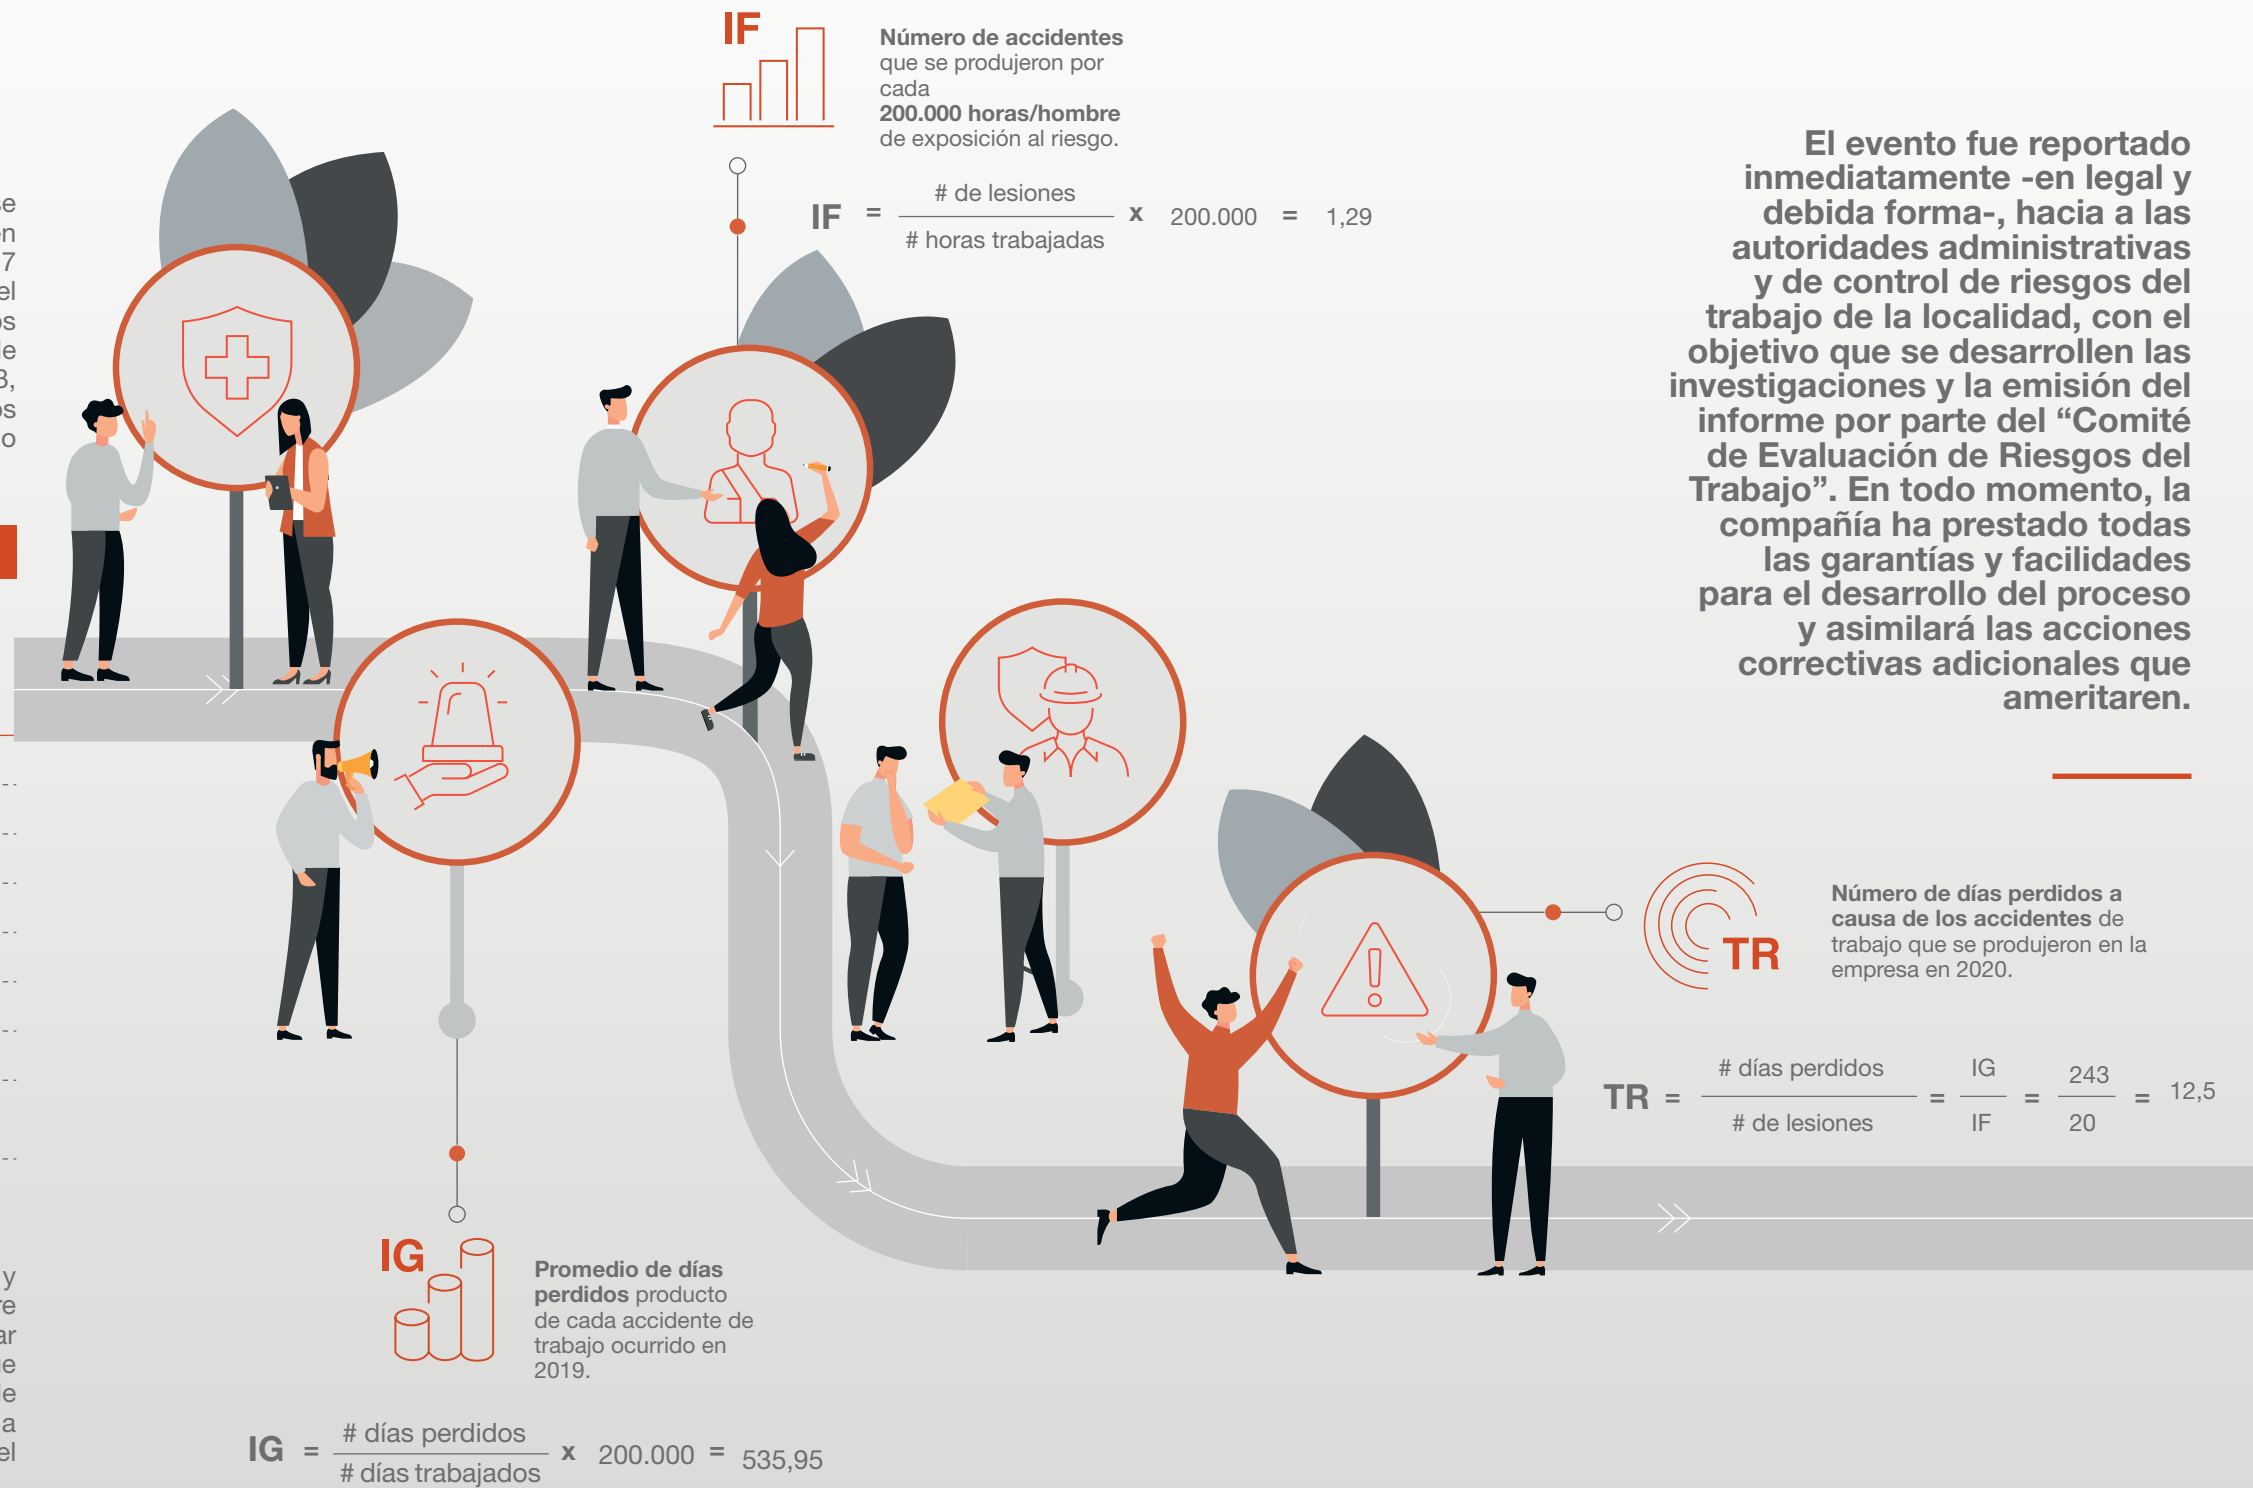 IF
Número de accidentes
que se produjeron por
cada
200.000 horas/hombre
de exposición al riesgo.
IF = # de lesiones / # horas trabajadas x 200.000 = 1,29
El evento fue reportado
inmediatamente -en legal y
debida forma-, hacia a las
autoridades administrativas
y de control de riesgos del
trabajo de la localidad, con el
objetivo que se desarrollen las
investigaciones y la emisión del
informe por parte del “Comité
de Evaluación de Riesgos del
Trabajo”. En todo momento, la
compañía ha prestado todas
las garantías y facilidades
para el desarrollo del proceso
y asimilará las acciones
correctivas adicionales que
ameritaren.
TR
Número de días perdidos a
causa de los accidentes de
trabajo que se produjeron en la
empresa en 2020.
TR = # días perdidos / # de lesiones = IG / IF = 243 / 20 = 12,5
IG
Promedio de días
perdidos producto
de cada accidente de
trabajo ocurrido en
2019.
IG = # días perdidos / # días trabajados x 200.000 = 535,95